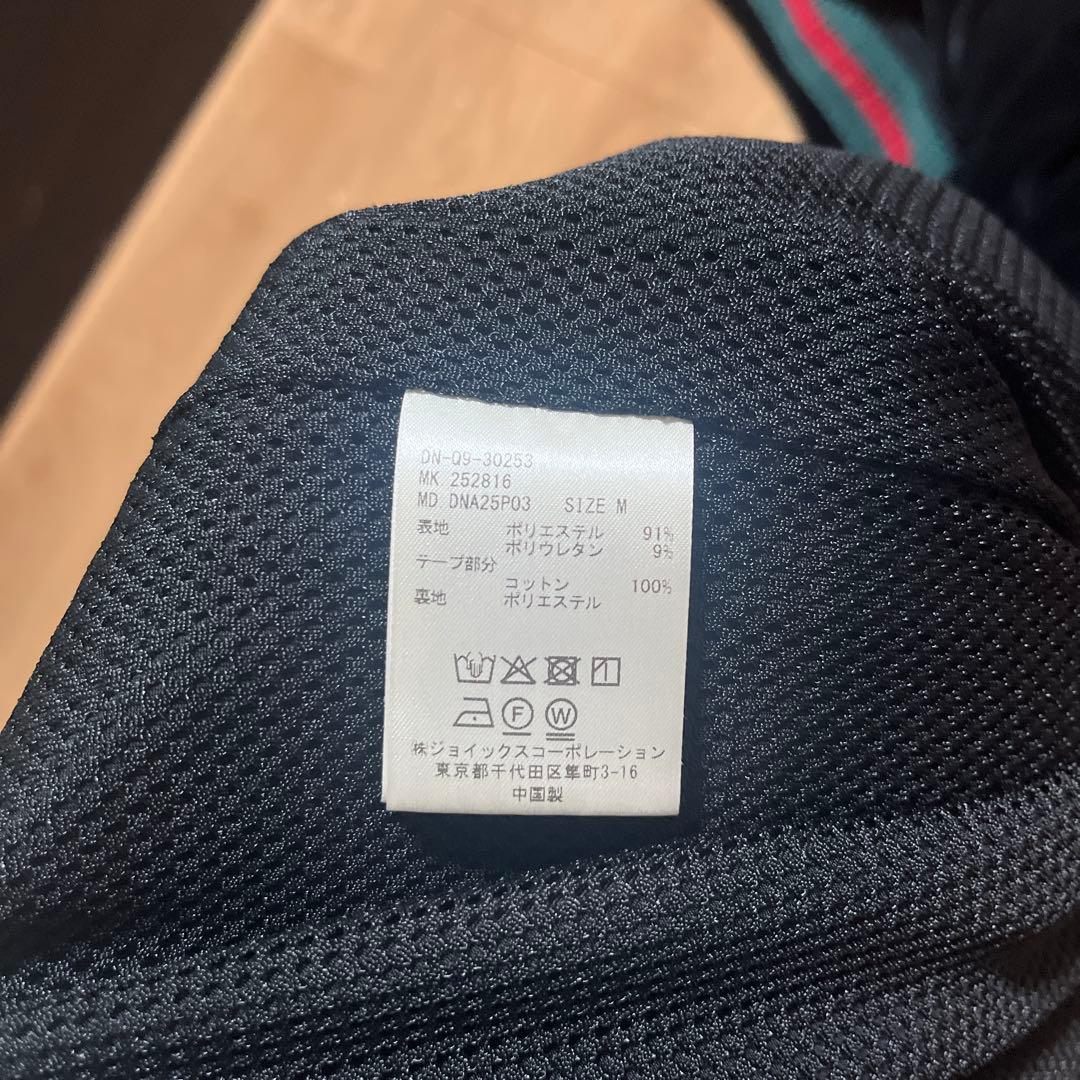 DN-Q9-30253
MK 252816
MD DNA25P03 SIZE M
表地 ポリエステル 91%
ポリウレタン 9%
テープ部分
コットン 100%
裏地 ポリエステル
F W
㈱ジョイックスコーポレーション
東京都千代田区隼町3-16
中国製